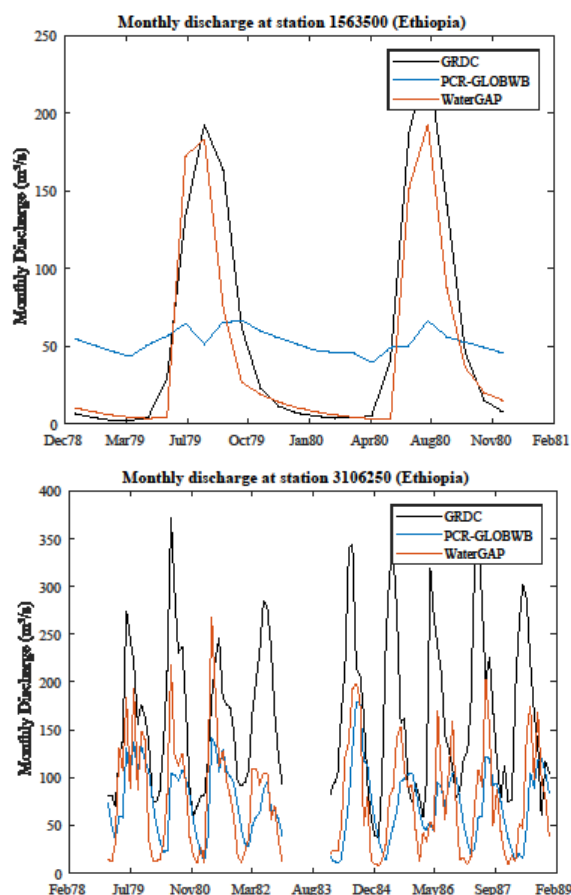 Monthly discharge at station 1563500 (Ethiopia)
250
GRDC
PCR-GLOBWB
WaterGAP
200
150
100
50
0
Monthly Discharge (m³/s)
Dec78 Mar79 Jul79 Oct79 Jan80 Apr80 Aug80 Nov80 Feb81
Monthly discharge at station 3106250 (Ethiopia)
400
GRDC
PCR-GLOBWB
WaterGAP
350
300
250
200
150
100
50
0
Monthly Discharge (m³/s)
Feb78 Jul79 Nov80 Mar82 Aug83 Dec84 May86 Sep87 Feb89